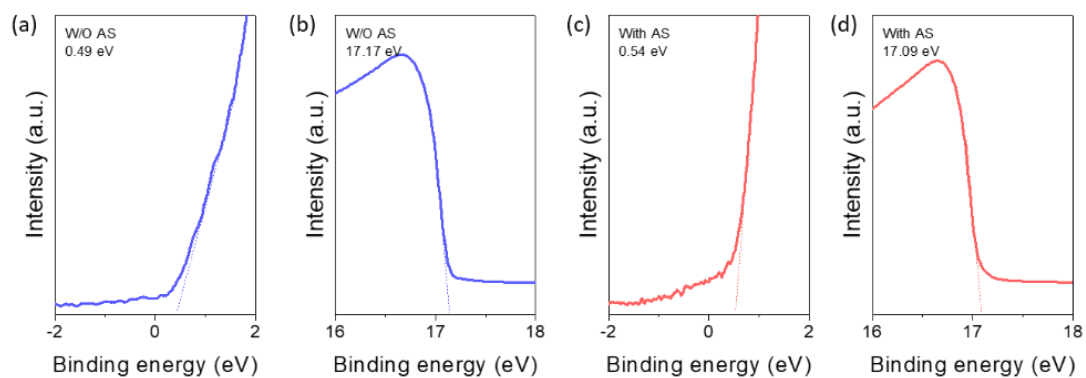 (a)
W/O AS
0.49 eV
Intensity (a.u.)
-2
0
2
Binding energy (eV)
(b)
W/O AS
17.17 eV
Intensity (a.u.)
16
17
18
Binding energy (eV)
(c)
With AS
0.54 eV
Intensity (a.u.)
-2
0
2
Binding energy (eV)
(d)
With AS
17.09 eV
Intensity (a.u.)
16
17
18
Binding energy (eV)